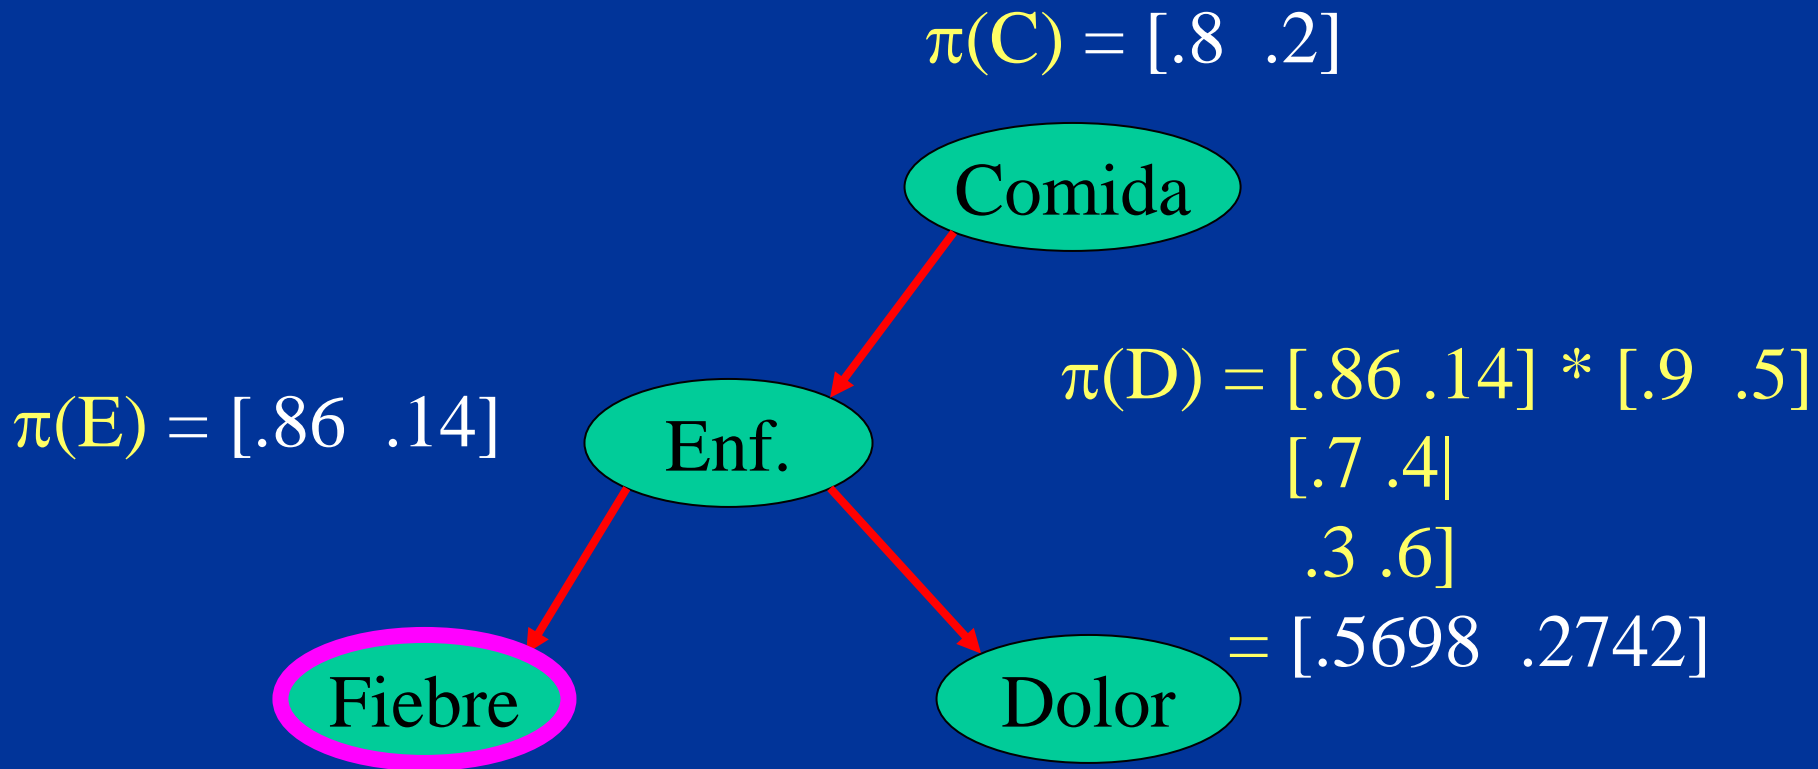 π(C) = [.8 .2]
Comida
π(D) = [.86 .14] * [.9 .5]
[.7 .4|
.3 .6]
= [.5698 .2742]
π(E) = [.86 .14]
Enf.
Fiebre
Dolor